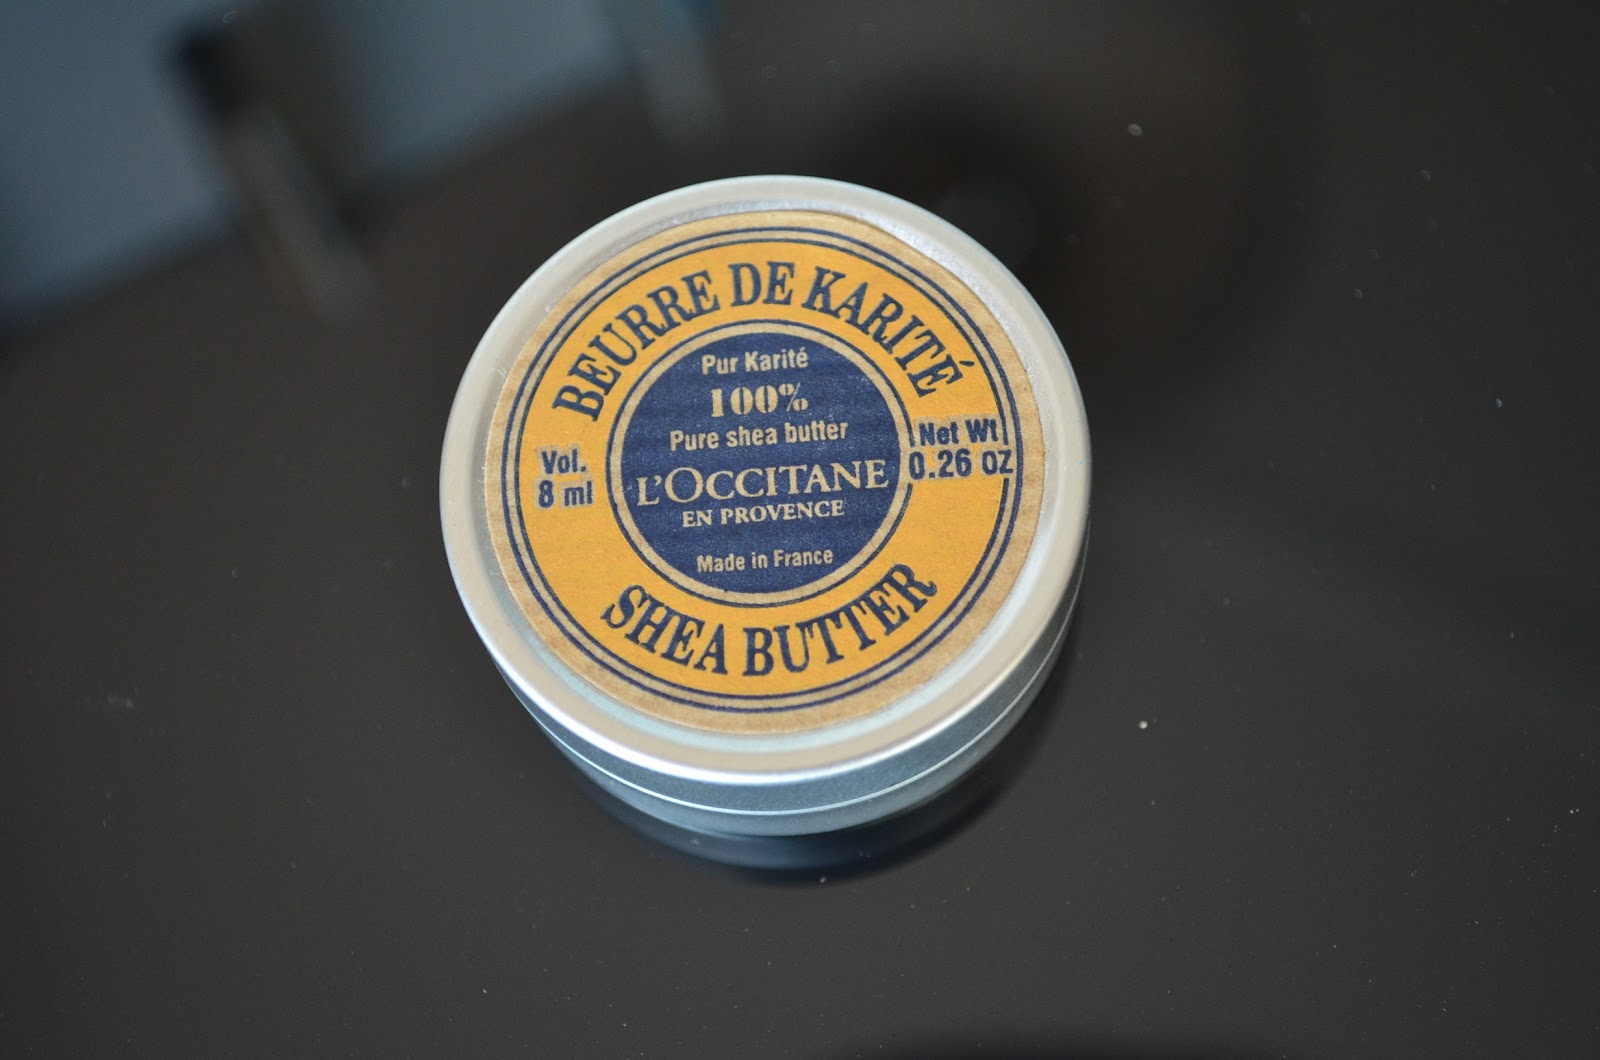 BEURRE DE KARITÉ
Pur Karité
100%
Pure shea butter
L'OCCITANE
EN PROVENCE
Made in France
Vol.
8 ml
Net Wt
0.26 oz
SHEA BUTTER